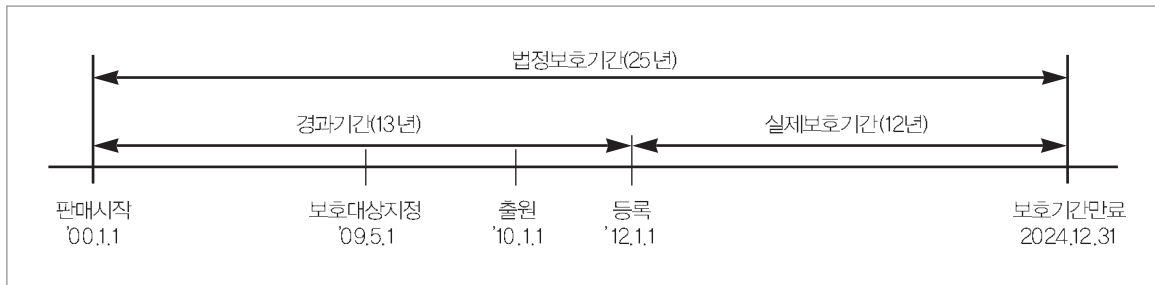 법정보호기간(25년)
경과기간(13년)
실제보호기간(12년)
판매시작
'00.1.1
보호대상지정
'09.5.1
출원
'10.1.1
등록
'12.1.1
보호기간만료
2024.12.31